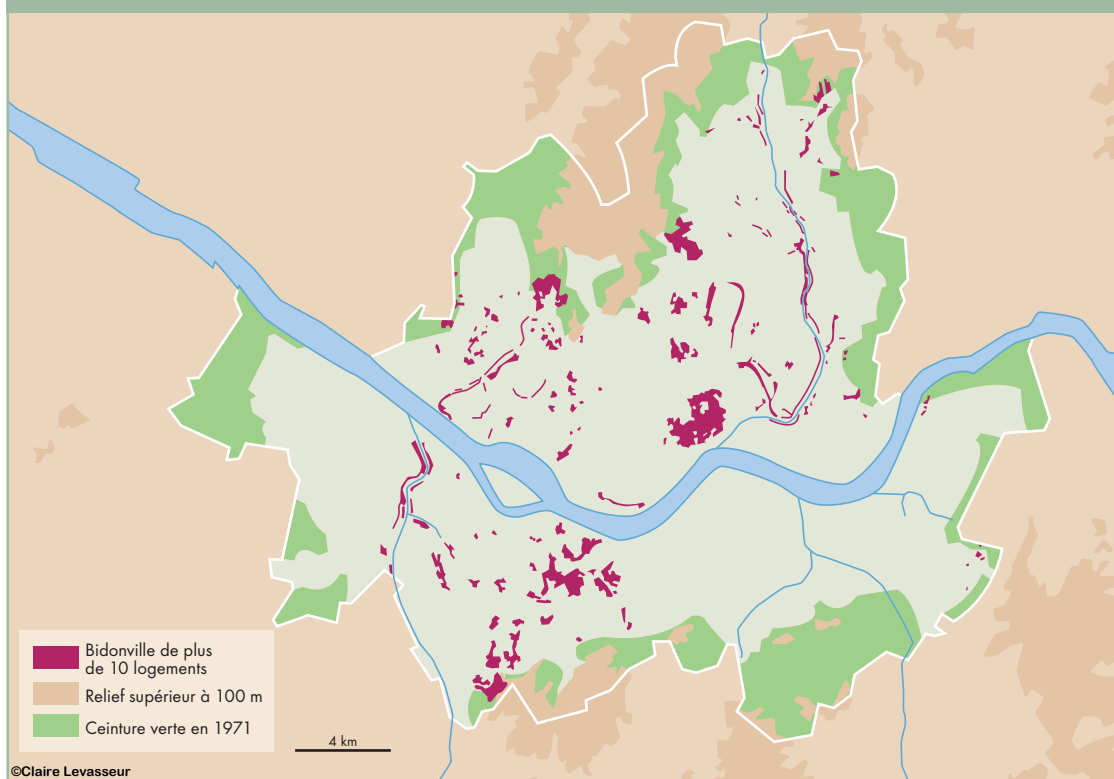 Bidonville de plus
de 10 logements
Relief supérieur à 100 m
Ceinture verte en 1971
4 km
©Claire Levasseur